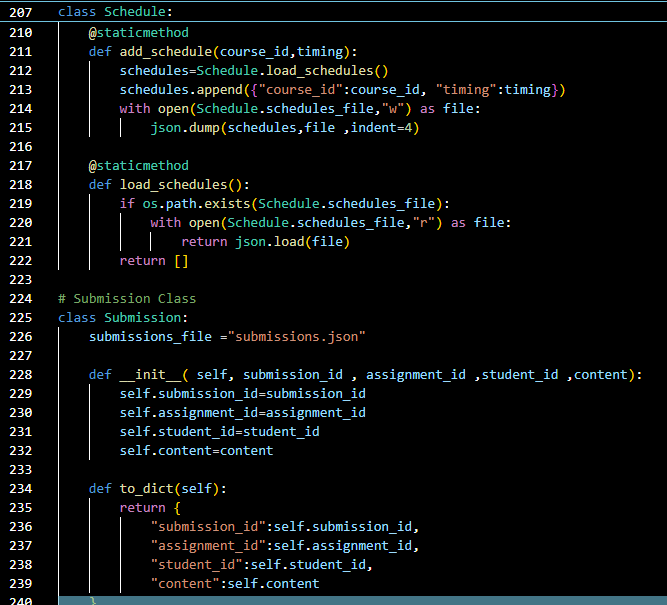 207 class Schedule:
210     @staticmethod
211     def add_schedule(course_id,timing):
212         schedules=Schedule.load_schedules()
213         schedules.append({"course_id":course_id, "timing":timing})
214         with open(Schedule.schedules_file,"w") as file:
215             json.dump(schedules,file ,indent=4)
216
217     @staticmethod
218     def load_schedules():
219         if os.path.exists(Schedule.schedules_file):
220             with open(Schedule.schedules_file,"r") as file:
221                 return json.load(file)
222         return []
223
224 # Submission Class
225 class Submission:
226     submissions_file ="submissions.json"
227
228     def __init__( self, submission_id , assignment_id ,student_id ,content):
229         self.submission_id=submission_id
230         self.assignment_id=assignment_id
231         self.student_id=student_id
232         self.content=content
233
234     def to_dict(self):
235         return {
236             "submission_id":self.submission_id,
237             "assignment_id":self.assignment_id,
238             "student_id":self.student_id,
239             "content":self.content
240         }